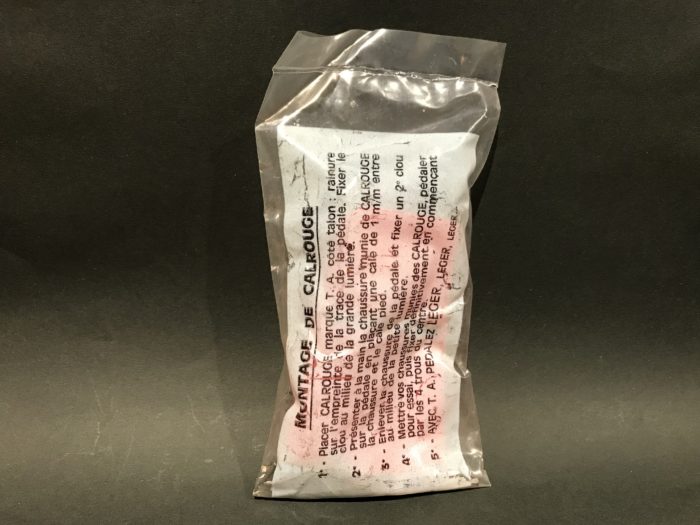 MONTAGE DE CALROUGE
1° - Placer CALROUGE marque T. A. côté talon ; rainure
sur l'empreinte de la trace de la pédale. Fixer le
clou au milieu de la grande lumière.
2° - Présenter à la main la chaussure munie de CALROUGE
sur la pédale en plaçant une cale de 1 m/m entre
la chaussure et le cale pied.
3° - Enlever la chaussure de la pédale et fixer un 2e clou
au milieu de la petite lumière.
4° - Mettre vos chaussures munies des CALROUGE, pédaler
pour essai, puis fixer définitivement en commençant
par les 4 trous du centre.
5° - AVEC T. A. PEDALEZ LEGER, LEGER, LEGER, LEGER.